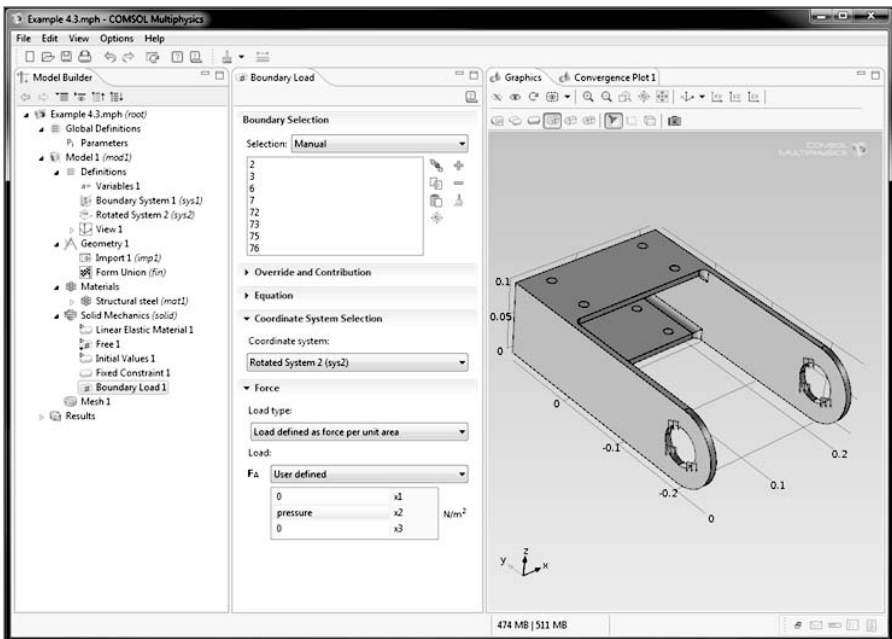 Example 4.3.mph - COMSOL Multiphysics
File Edit View Options Help
Model Builder
Example 4.3.mph (root)
Global Definitions
Pi Parameters
Model 1 (mod1)
Definitions
a= Variables 1
Boundary System 1 (sys1)
Rotated System 2 (sys2)
View 1
Geometry 1
Import 1 (imp1)
Form Union (fin)
Materials
Structural steel (mat1)
Solid Mechanics (solid)
Linear Elastic Material 1
Free 1
Initial Values 1
Fixed Constraint 1
Boundary Load 1
Mesh 1
Results
Boundary Load
Boundary Selection
Selection: Manual
2
3
6
7
72
73
75
76
Override and Contribution
Equation
Coordinate System Selection
Coordinate system:
Rotated System 2 (sys2)
Force
Load type:
Load defined as force per unit area
Load:
FA User defined
0 x1
pressure x2 N/m²
0 x3
Graphics Convergence Plot 1
COMSOL
MULTIPHYSICS
0.1
0.05
0
0
-0.1
-0.2
0
0.1
0.2
y z x
474 MB | 511 MB